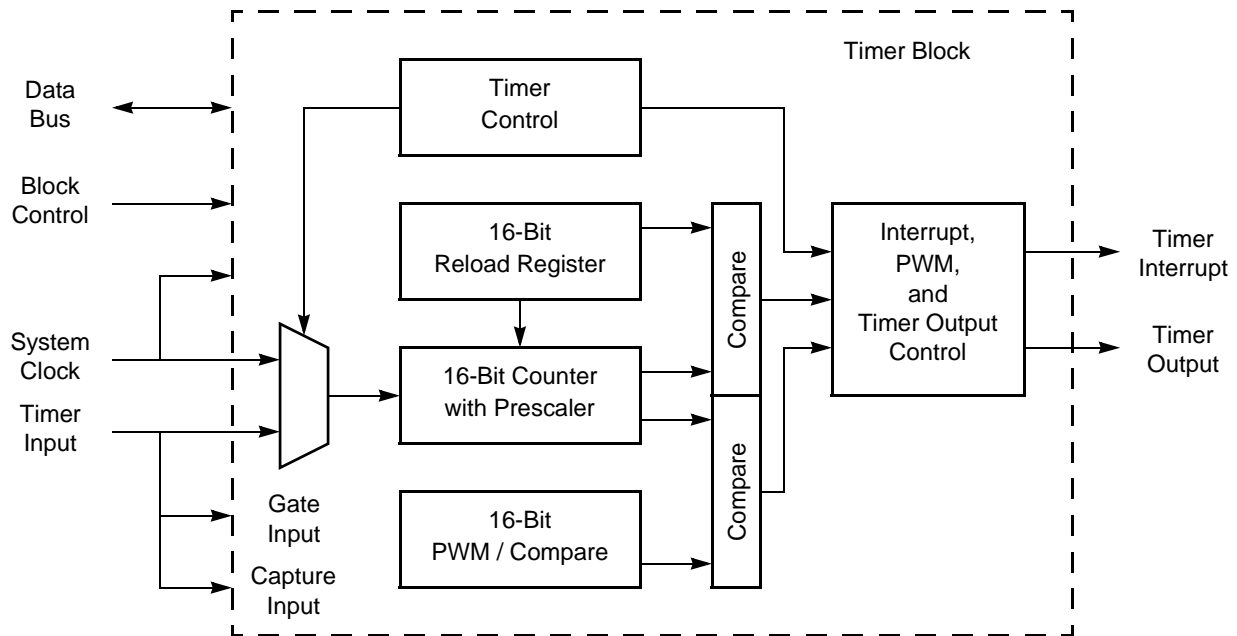 Timer Block
Data
Bus
Timer
Control
Block
Control
16-Bit
Reload Register
Compare
Interrupt,
PWM,
and
Timer Output
Control
Timer
Interrupt
System
Clock
16-Bit Counter
with Prescaler
Timer
Output
Timer
Input
Compare
Gate
Input
16-Bit
PWM / Compare
Capture
Input